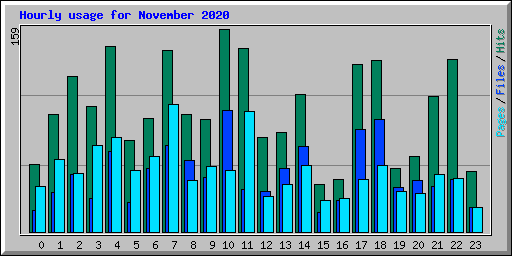 Hourly usage for November 2020
159
Pages/Files/Hits
0 1 2 3 4 5 6 7 8 9 10 11 12 13 14 15 16 17 18 19 20 21 22 23